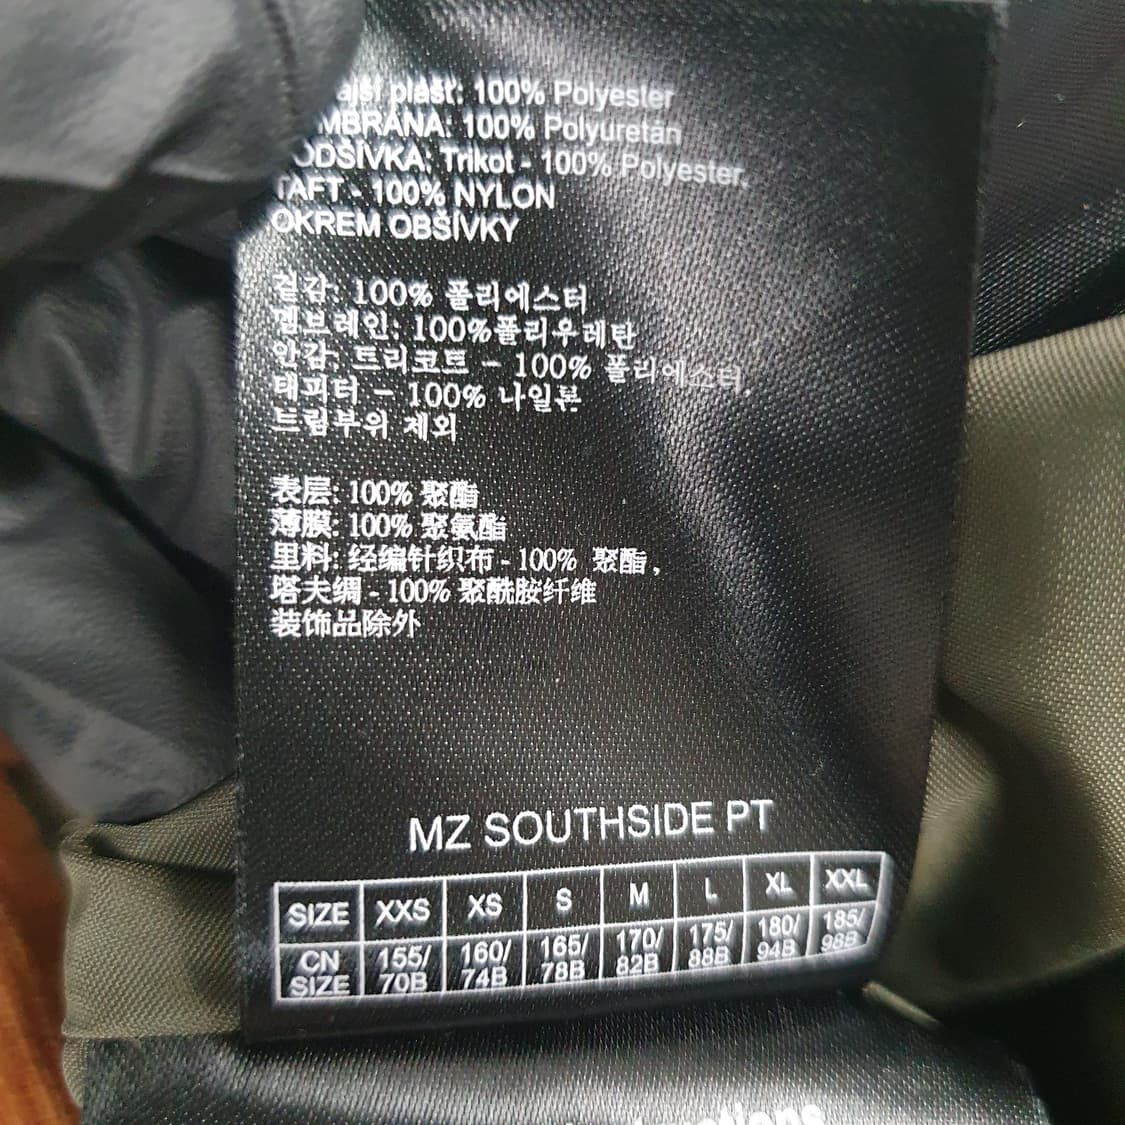 plášť: 100% Polyester
100% Polyuretán
Trikot - 100% Polyester.
TAFT - 100% NYLON
OKREM OBŠÍVKY
겉감: 100% 폴리에스터
멤브레인: 100%폴리우레탄
안감: 트리코트 - 100% 폴리에스터,
태피터 - 100% 나일론
트림부위 제외
表层: 100% 聚酯
薄膜: 100% 聚氨酯
里料: 经编针织布 - 100% 聚酯,
塔夫绸 - 100% 聚酰胺纤维
装饰品除外
MZ SOUTHSIDE PT
SIZE XXS XS S M L XL XXL
CN SIZE 155/70B 160/74B 165/78B 170/82B 175/88B 180/94B 185/98B